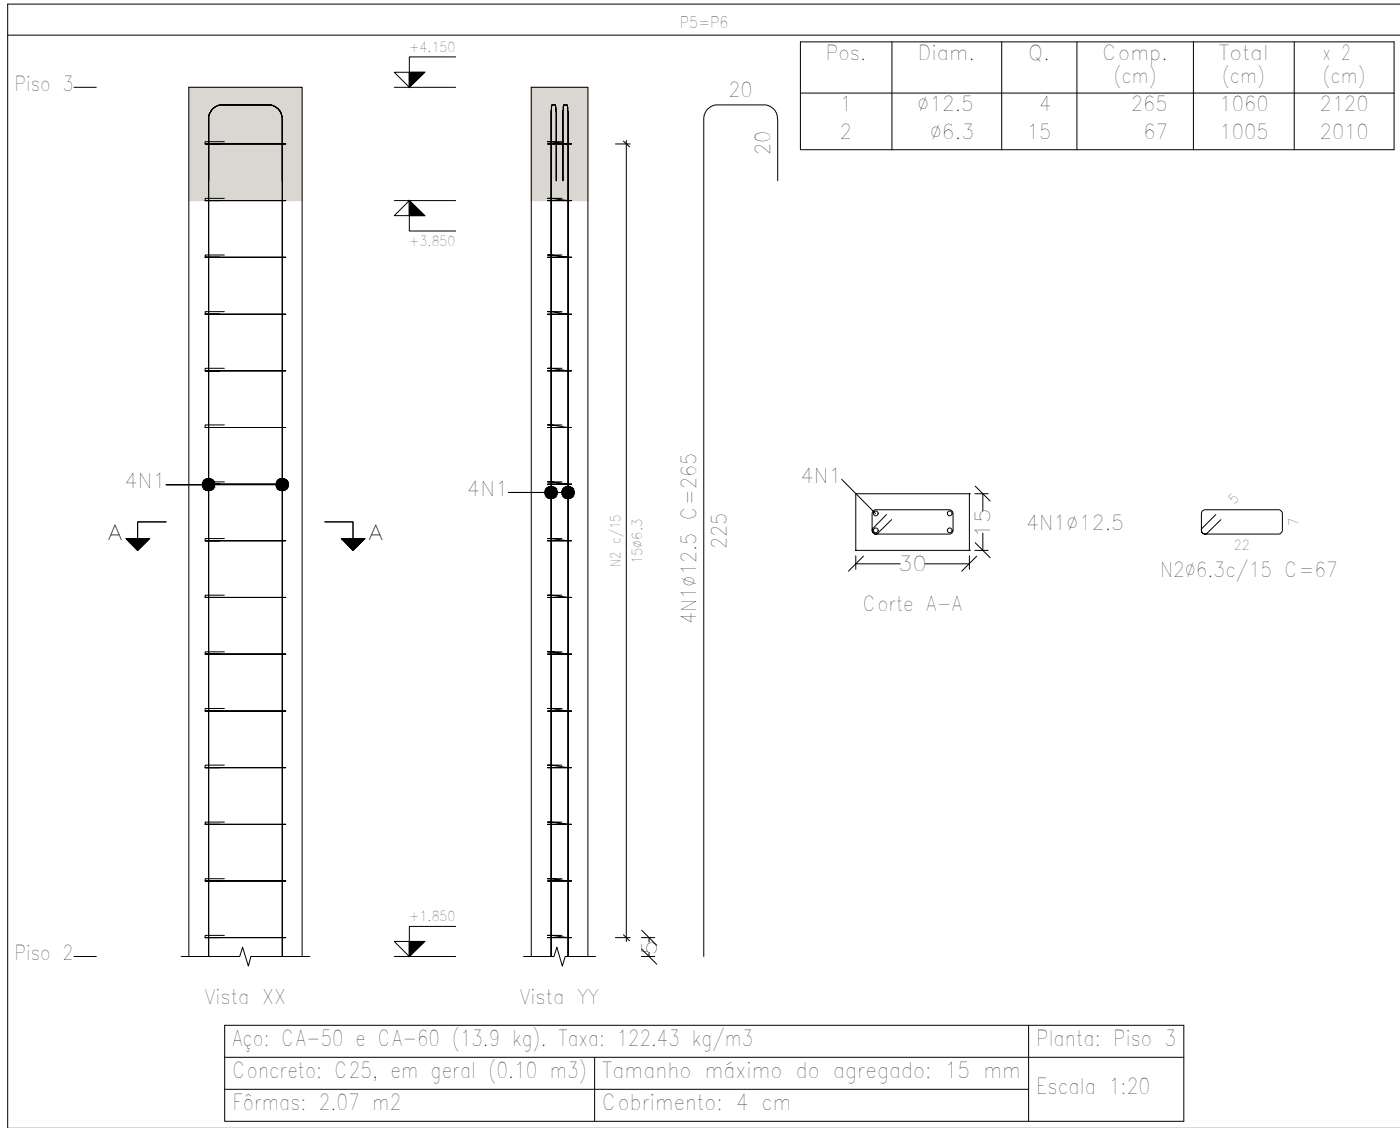 P5=P6
Pos. Diam. Q. Comp. (cm) Total (cm) x 2 (cm)
1 ø12.5 4 265 1060 2120
2 ø6.3 15 67 1005 2010
Piso 3
+4.150
+3.850
20
20
4N1
4N1
A
A
N2 c/15
15ø6.3
4N1ø12.5 C=265
225
4N1
15
30
Corte A-A
4N1ø12.5
5
7
22
N2ø6.3c/15 C=67
+1.850
5
Piso 2
Vista XX
Vista YY
Aço: CA-50 e CA-60 (13.9 kg). Taxa: 122.43 kg/m3
Planta: Piso 3
Concreto: C25, em geral (0.10 m3)
Tamanho máximo do agregado: 15 mm
Escala 1:20
Fôrmas: 2.07 m2
Cobrimento: 4 cm